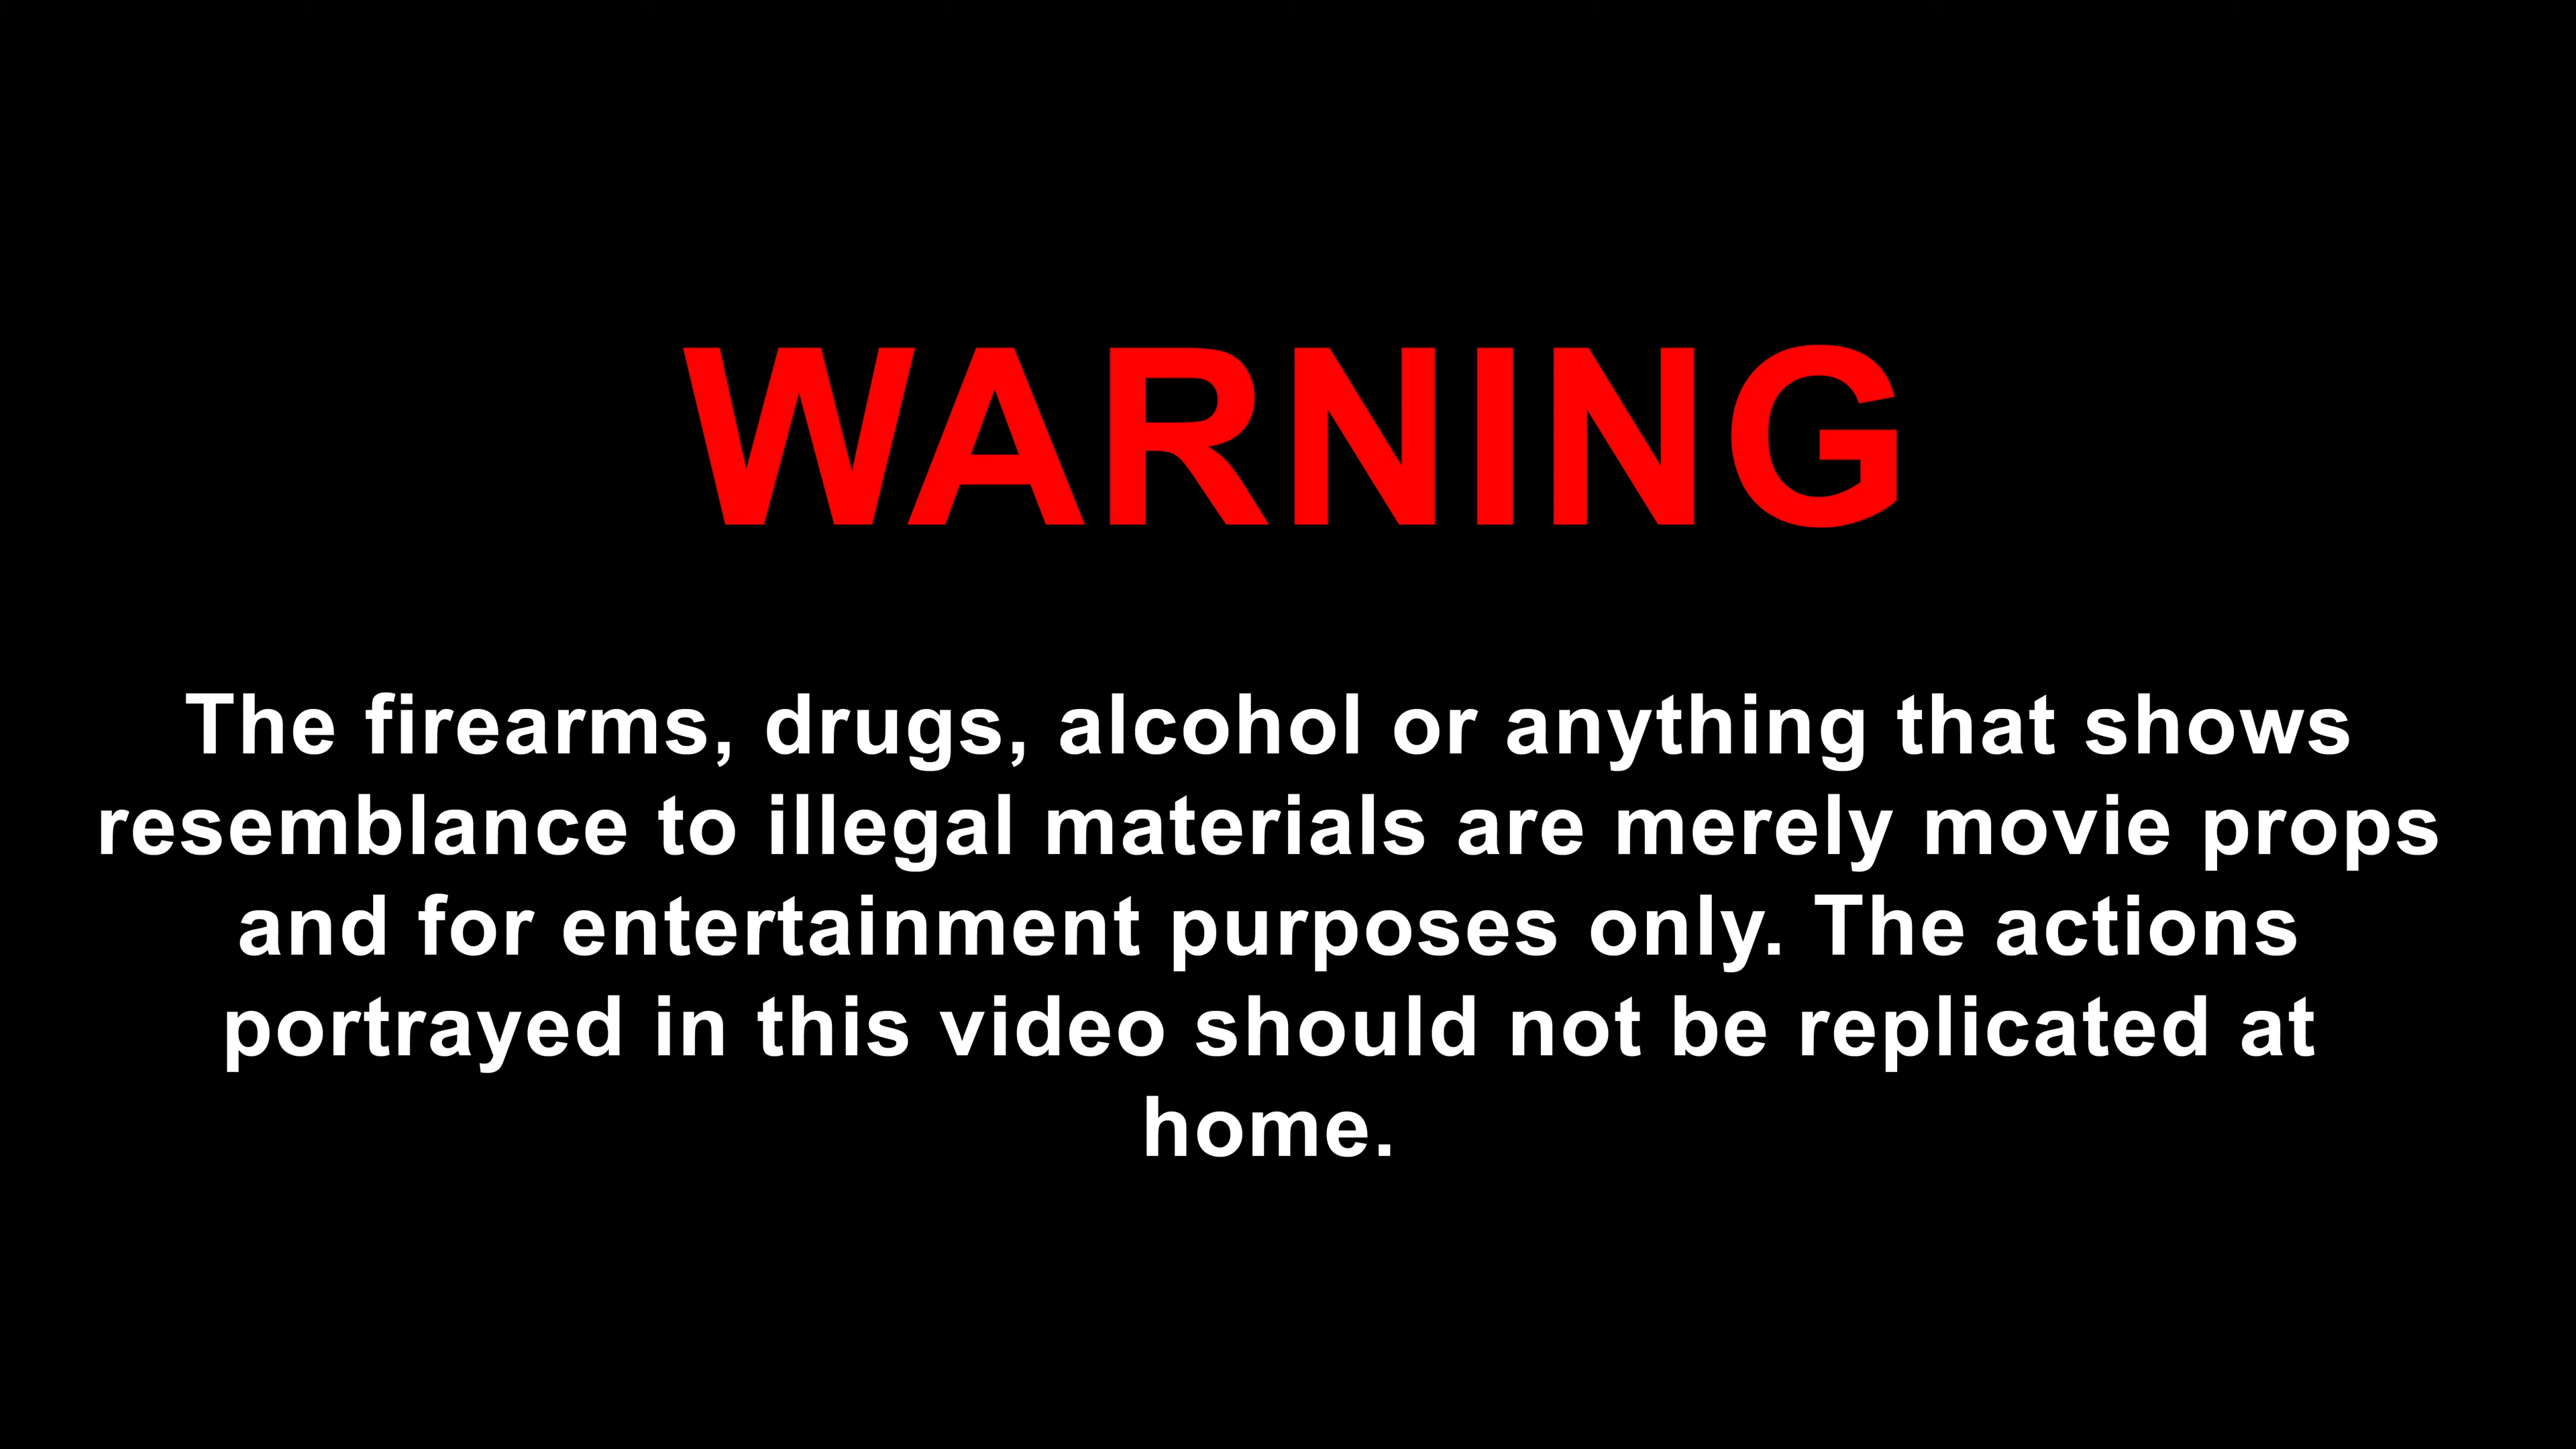 WARNING
The firearms, drugs, alcohol or anything that shows
resemblance to illegal materials are merely movie props
and for entertainment purposes only. The actions
portrayed in this video should not be replicated at
home.